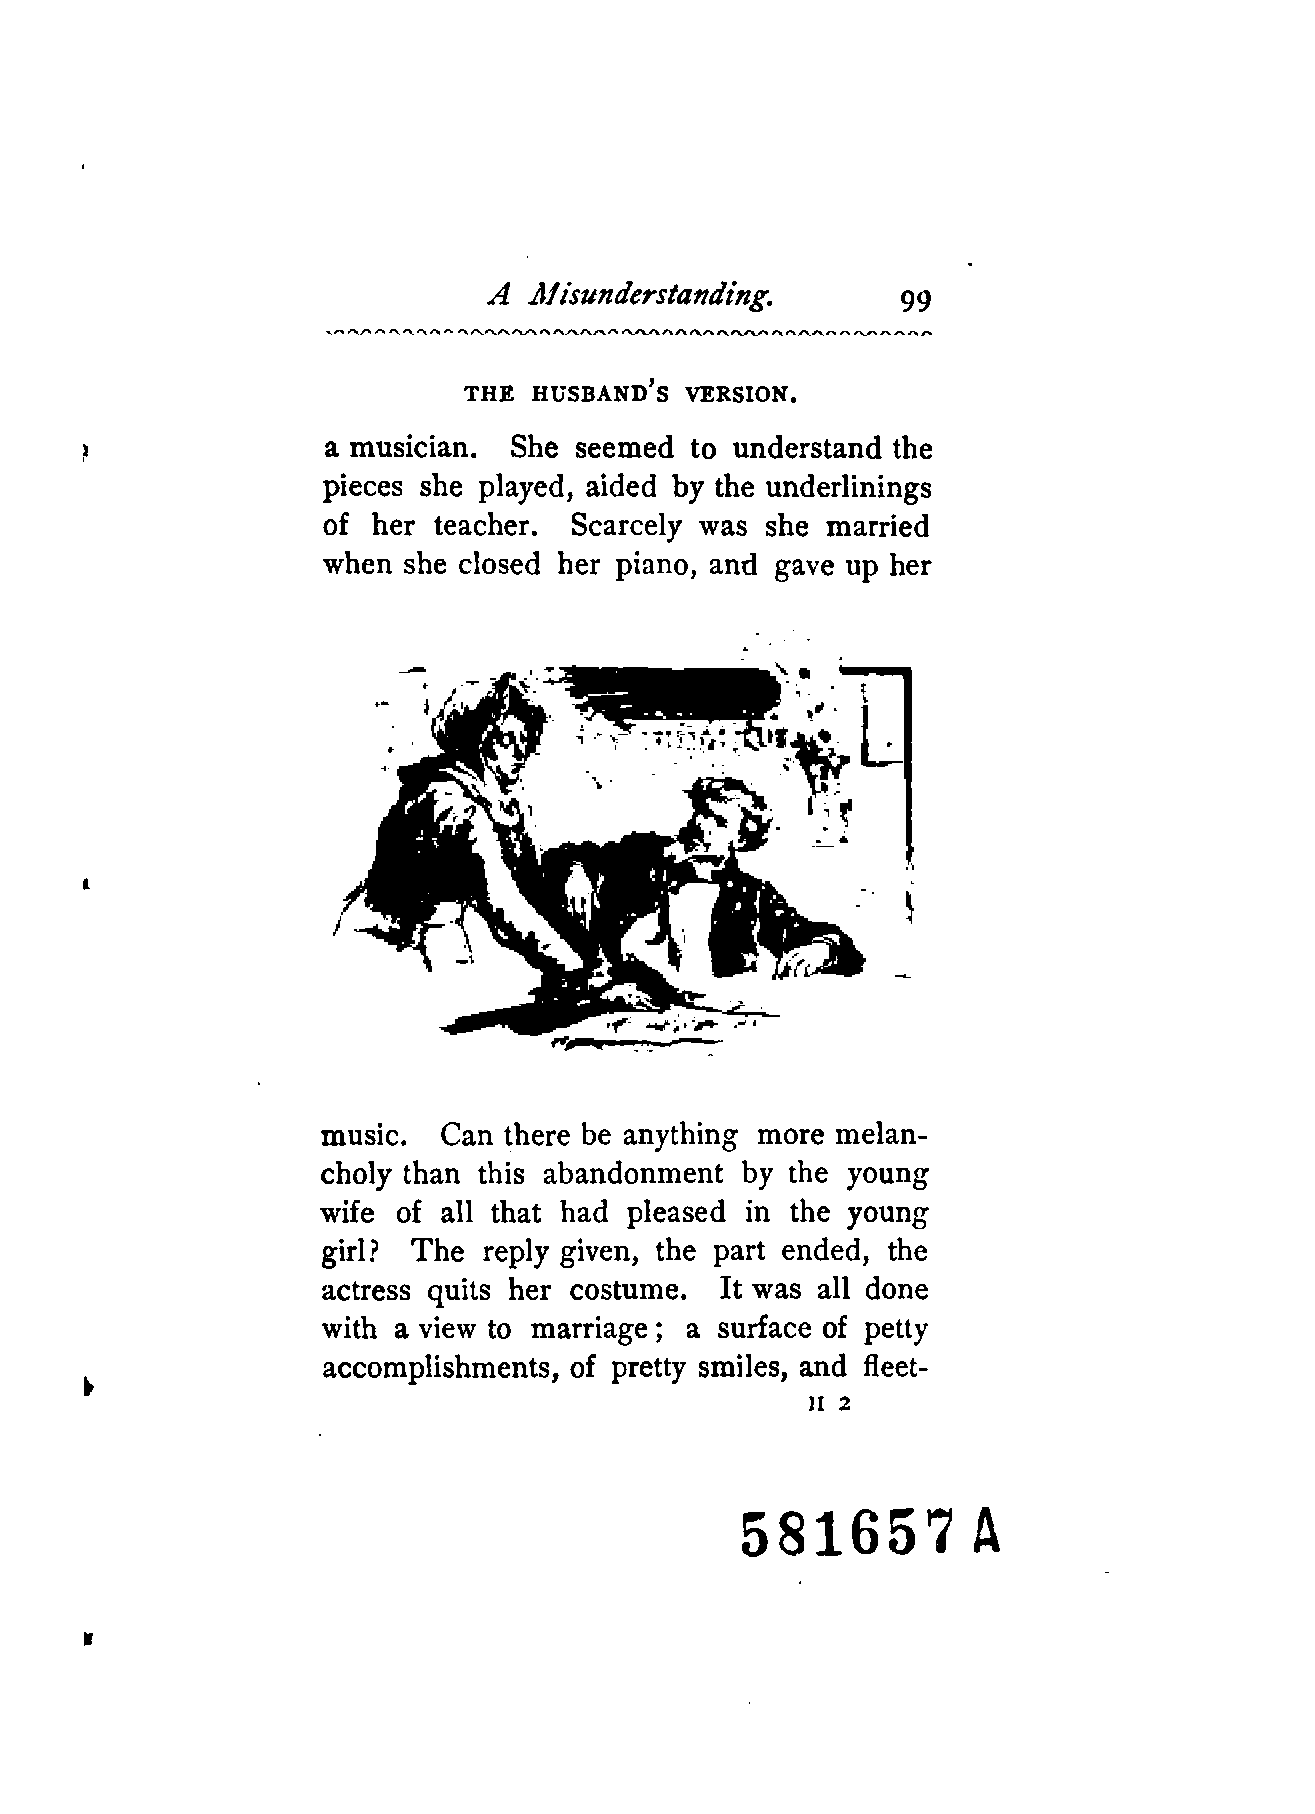 A Misunderstanding. 99
THE HUSBAND'S VERSION.
a musician. She seemed to understand the
pieces she played, aided by the underlinings
of her teacher. Scarcely was she married
when she closed her piano, and gave up her
music. Can there be anything more melan-
choly than this abandonment by the young
wife of all that had pleased in the young
girl? The reply given, the part ended, the
actress quits her costume. It was all done
with a view to marriage; a surface of petty
accomplishments, of pretty smiles, and fleet-
H 2
581657 A